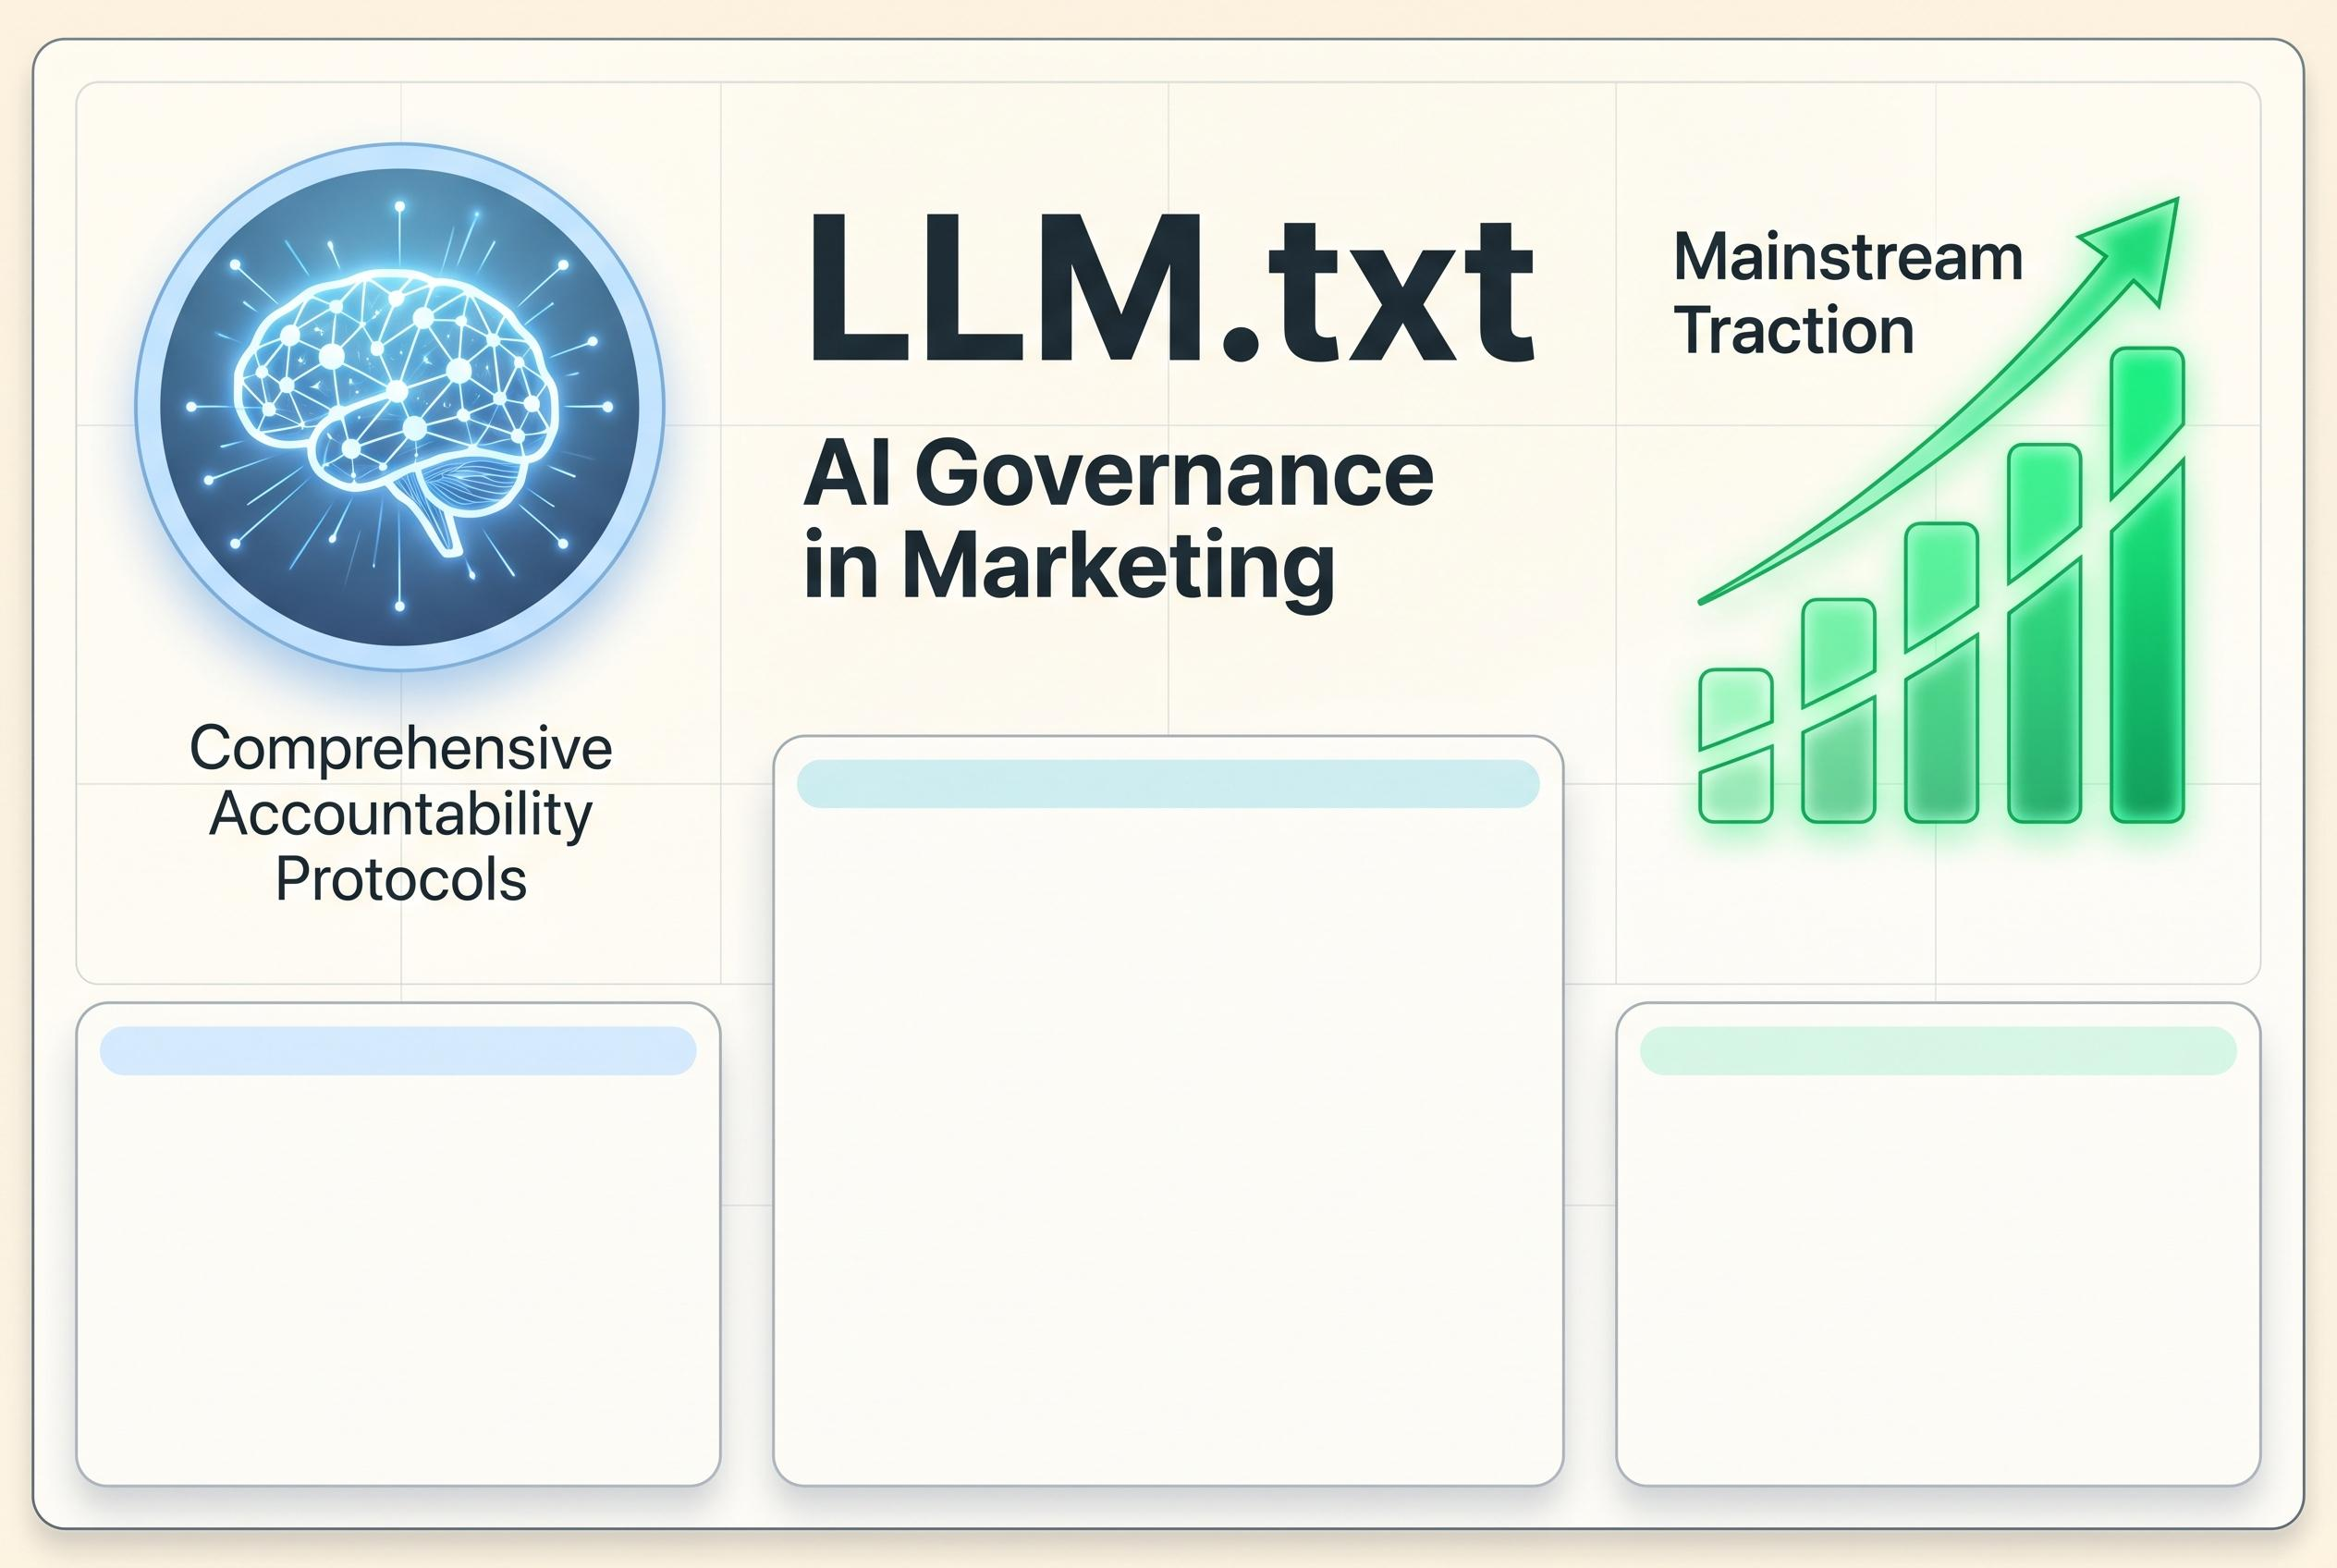 LLM.txt
AI Governance
in Marketing
Comprehensive
Accountability
Protocols
Mainstream
Traction